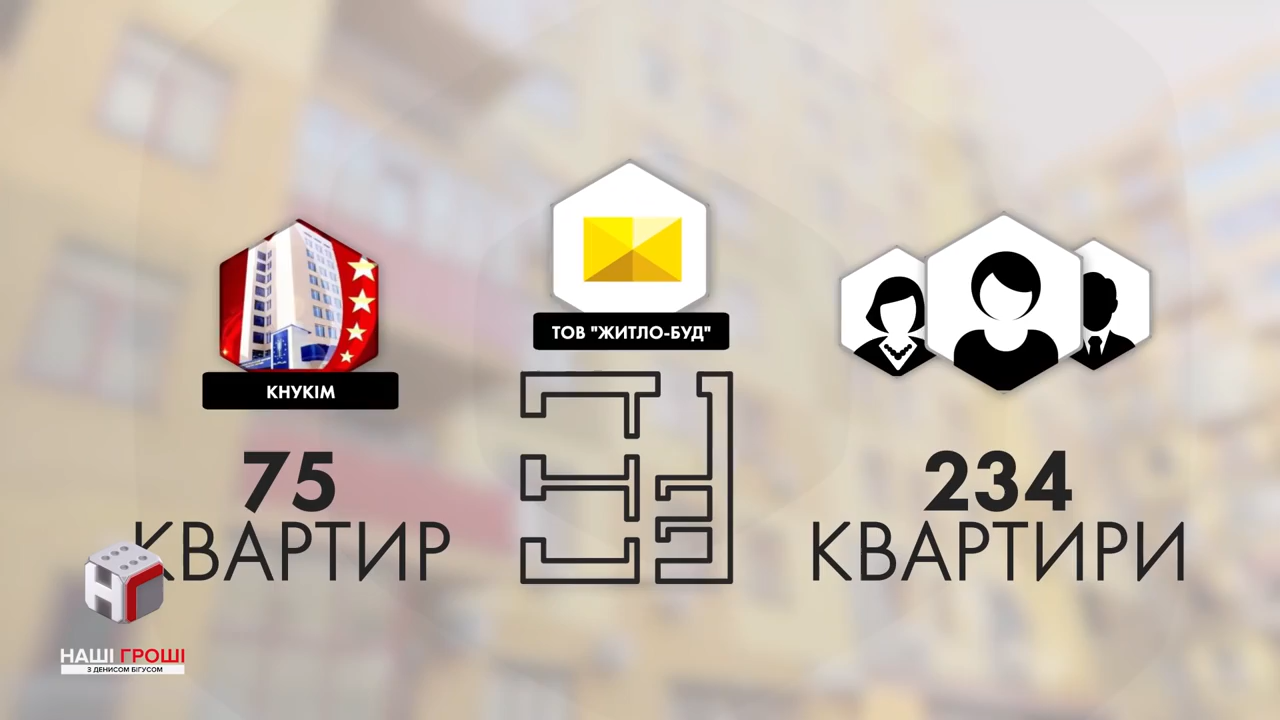 ТОВ "ЖИТЛО-БУД"
КНУКІМ
75
КВАРТИР
234
КВАРТИРИ
НАШІ ГРОШІ
З ДЕНИСОМ БІГУСОМ